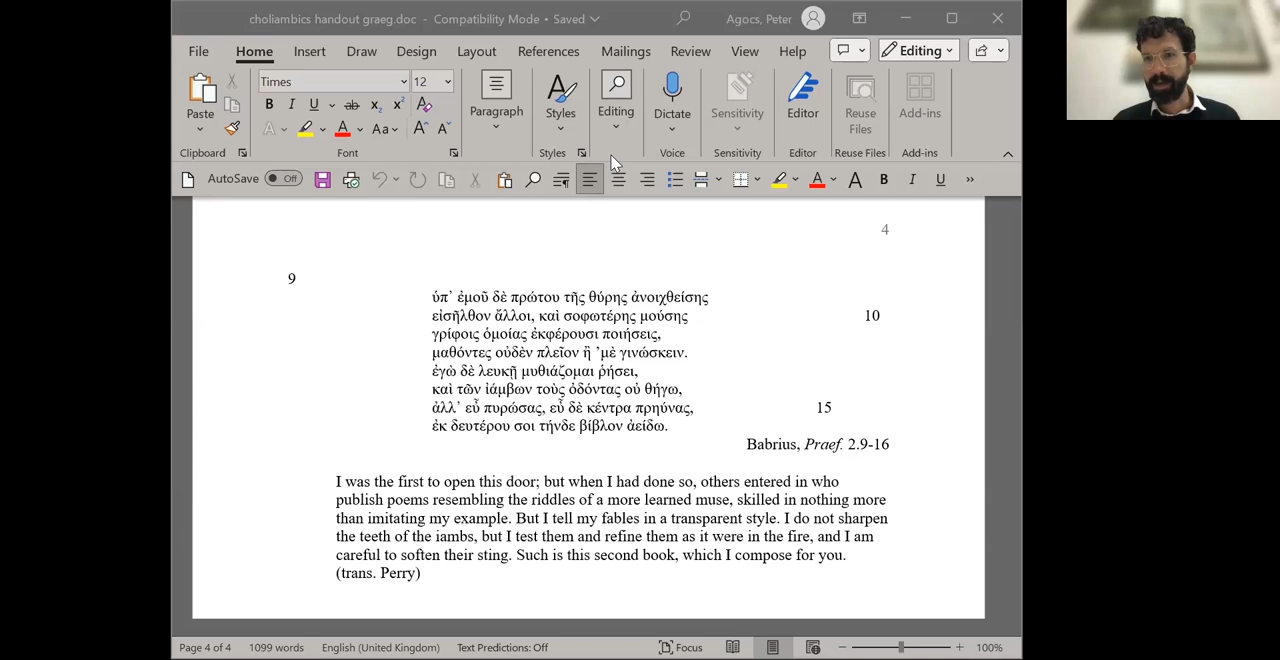 choliambics handout graeg.doc - Compatibility Mode • Saved
Agocs, Peter
File Home Insert Draw Design Layout References Mailings Review View Help Editing
Times 12
Paste Paragraph Styles Editing Dictate Sensitivity Editor Reuse Files Add-ins
Clipboard Font Styles Voice Sensitivity Editor Reuse Files Add-ins
AutoSave Off
4
9
ὑπ’ ἐμοῦ δὲ πρώτου τῆς θύρης ἀνοιχθείσης
εἰσῆλθον ἄλλοι, καὶ σοφωτέρης μούσης 10
γρίφοις ὁμοίας ἐκφέρουσι ποιήσεις,
μαθόντες οὐδὲν πλεῖον ἢ ’μὲ γινώσκειν.
ἐγὼ δὲ λευκῇ μυθιάζομαι ῥήσει,
καὶ τῶν ἰάμβων τοὺς ὀδόντας οὐ θήγω,
ἀλλ’ εὖ πυρώσας, εὖ δὲ κέντρα πρηύνας, 15
ἐκ δευτέρου σοι τήνδε βίβλον ἀείδω.
Babrius, Praef. 2.9-16
I was the first to open this door; but when I had done so, others entered in who
publish poems resembling the riddles of a more learned muse, skilled in nothing more
than imitating my example. But I tell my fables in a transparent style. I do not sharpen
the teeth of the iambs, but I test them and refine them as it were in the fire, and I am
careful to soften their sting. Such is this second book, which I compose for you.
(trans. Perry)
Page 4 of 4 1099 words English (United Kingdom) Text Predictions: Off Focus 100%